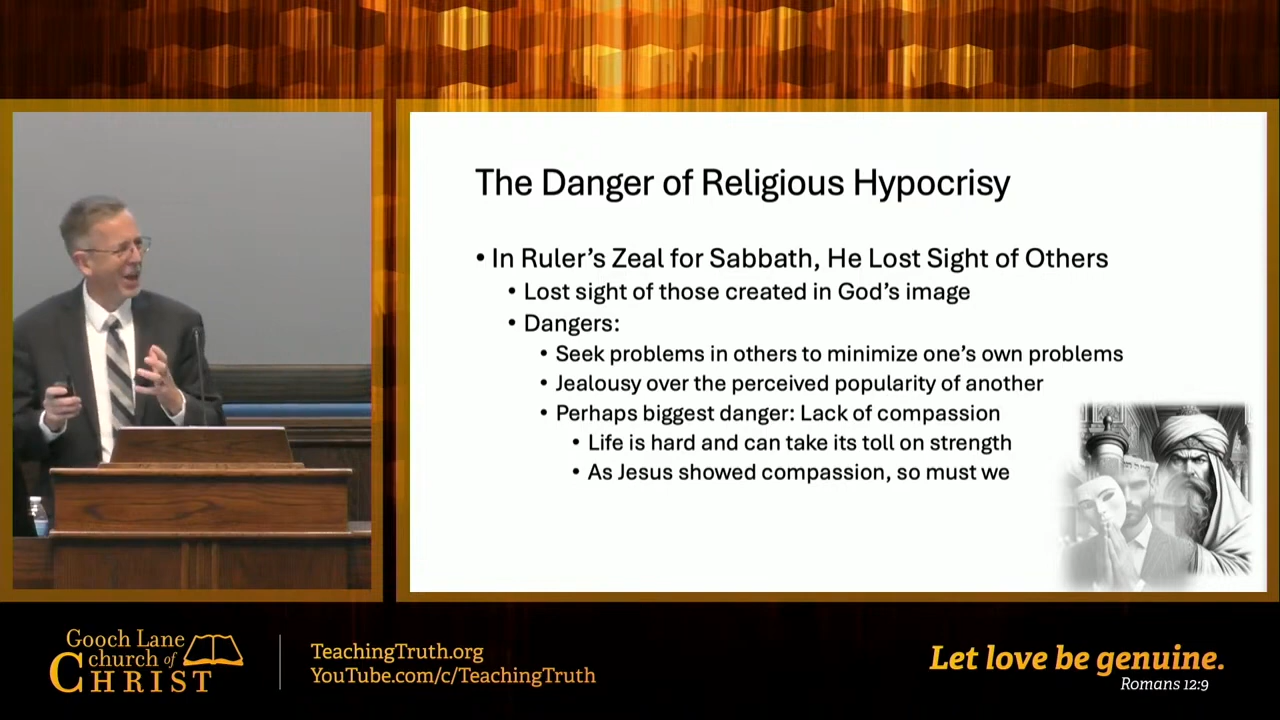 The Danger of Religious Hypocrisy
• In Ruler's Zeal for Sabbath, He Lost Sight of Others
• Lost sight of those created in God's image
• Dangers:
• Seek problems in others to minimize one's own problems
• Jealousy over the perceived popularity of another
• Perhaps biggest danger: Lack of compassion
• Life is hard and can take its toll on strength
• As Jesus showed compassion, so must we
Gooch Lane
church of
CHRIST
TeachingTruth.org
YouTube.com/c/TeachingTruth
Let love be genuine.
Romans 12:9